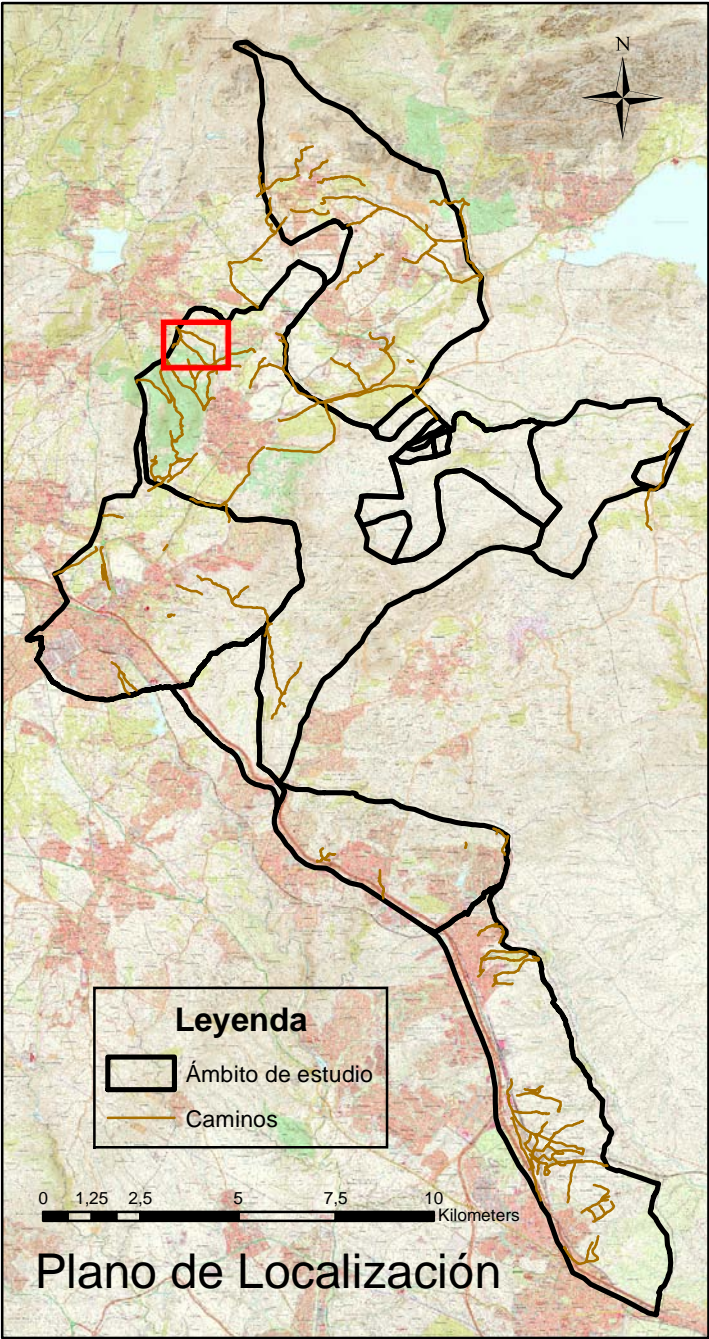 N
Leyenda
Ámbito de estudio
Caminos
0 1,25 2,5 5 7,5 10
Kilometers
Plano de Localización